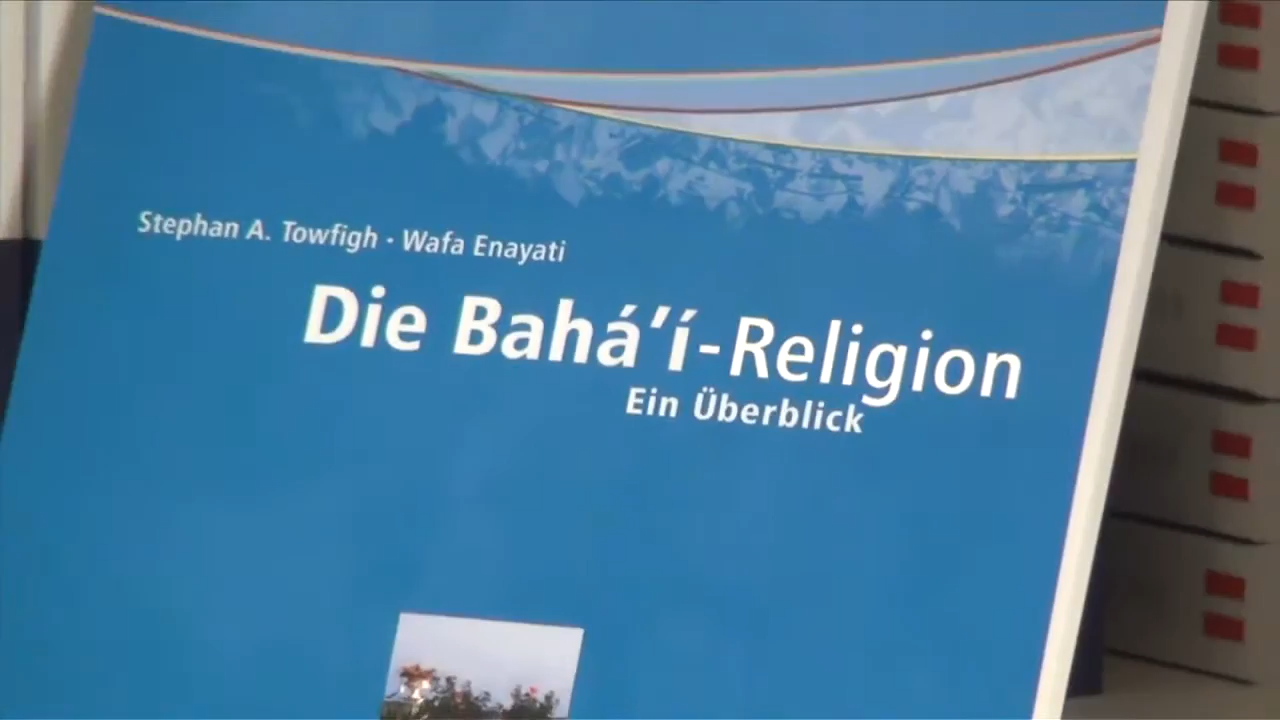 Stephan A. Towfigh · Wafa Enayati
Die Bahá’í-Religion
Ein Überblick